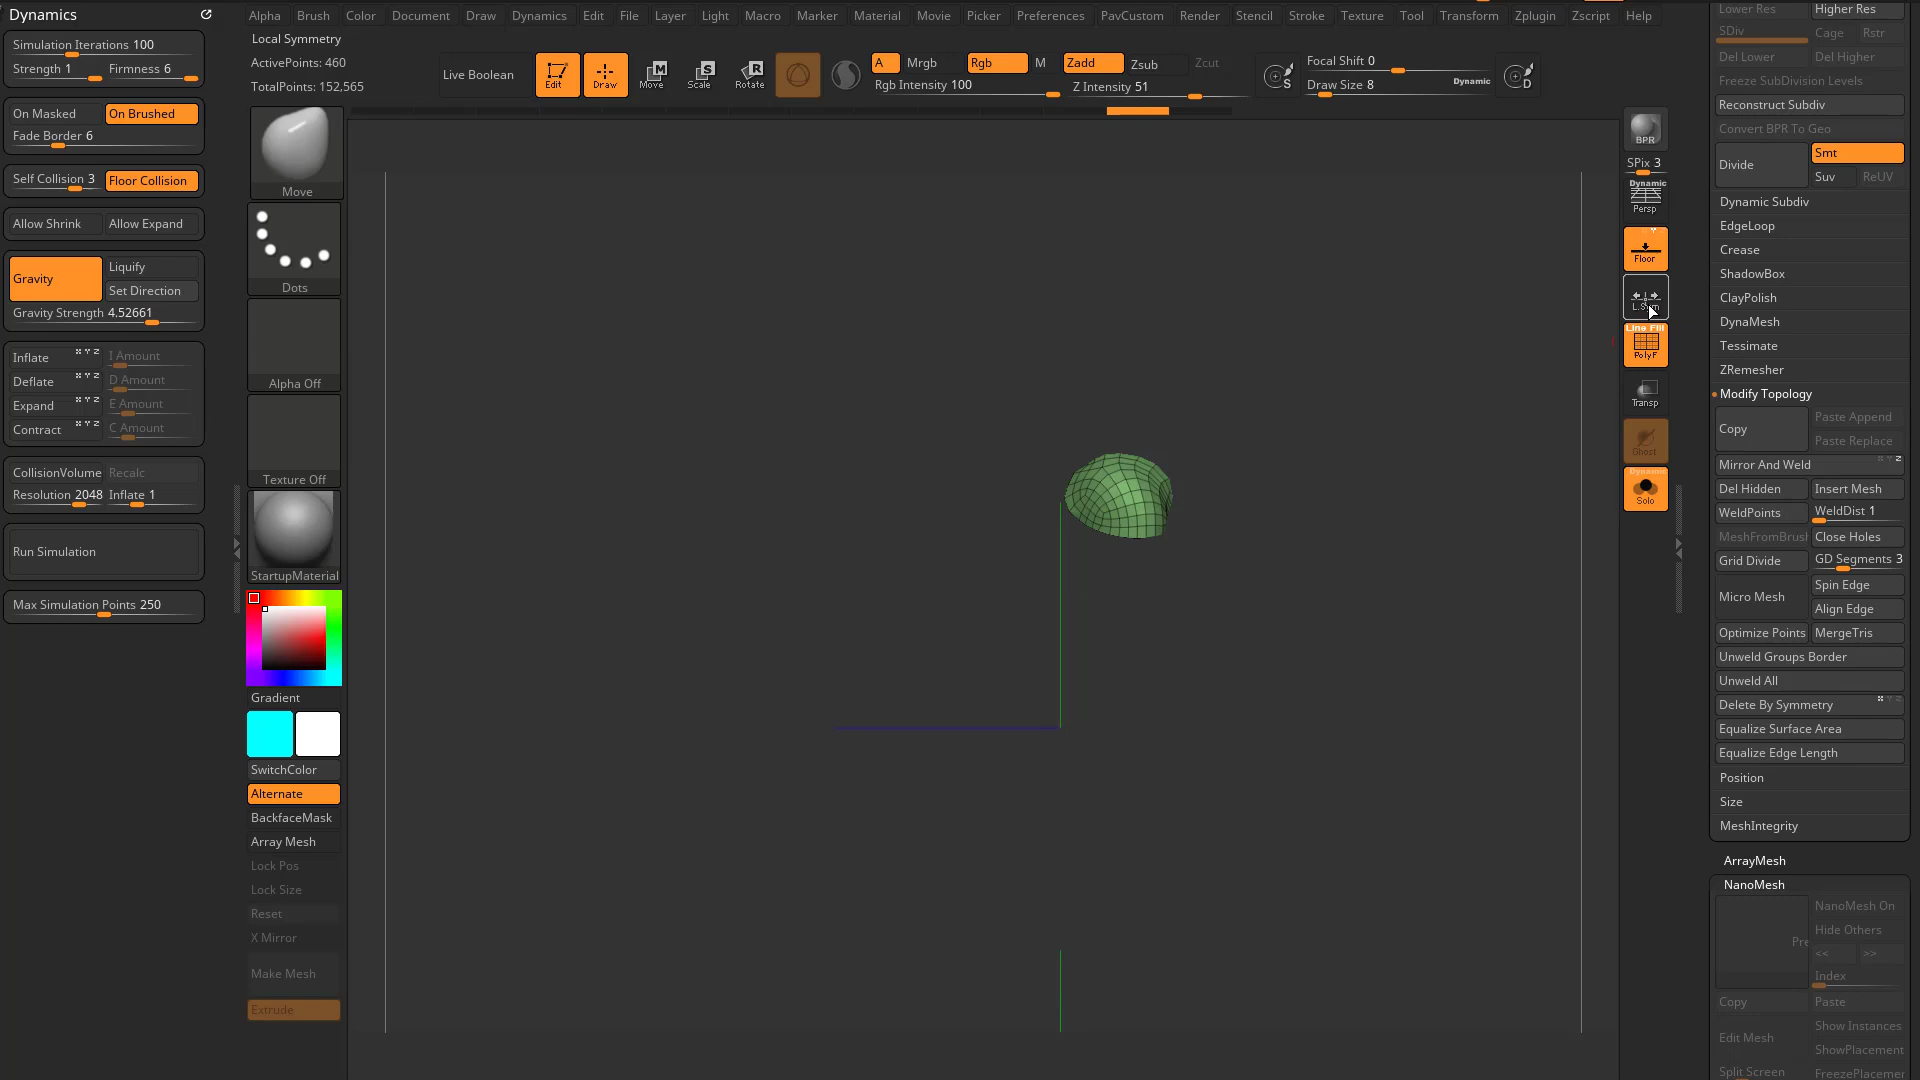 Dynamics
Alpha Brush Color Document Draw Dynamics Edit File Layer Light Macro Marker Material Movie Picker Preferences PavCustom Render Stencil Stroke Texture Tool Transform Zplugin Zscript Help
Simulation Iterations 100
Strength 1 Firmness 6
On Masked On Brushed
Fade Border 6
Self Collision 3 Floor Collision
Allow Shrink Allow Expand
Gravity
Liquify
Set Direction
Gravity Strength 4.52661
Inflate X Y Z I Amount
Deflate X Y Z D Amount
Expand X Y Z E Amount
Contract X Y Z C Amount
CollisionVolume Recalc
Resolution 2048 Inflate 1
Run Simulation
Max Simulation Points 250
Local Symmetry
ActivePoints: 460
TotalPoints: 152,565
Live Boolean
Edit
Draw
M
Move
S
Scale
R
Rotate
A Mrgb Rgb M Zadd Zsub Zcut
Rgb Intensity 100
Z Intensity 51
S
Focal Shift 0
Draw Size 8 Dynamic
D
Move
Dots
Alpha Off
Texture Off
StartupMaterial
Gradient
SwitchColor
Alternate
BackfaceMask
Array Mesh
Lock Pos
Lock Size
Reset
X Mirror
Make Mesh
Extrude
BPR
SPix 3
Dynamic
Persp
Floor
L.Sym
Line Fill
PolyF
Transp
Ghost
Dynamic
Solo
Lower Res Higher Res
SDiv Cage Rstr
Del Lower Del Higher
Freeze SubDivision Levels
Reconstruct Subdiv
Convert BPR To Geo
Divide
Smt
Suv ReUV
Dynamic Subdiv
EdgeLoop
Crease
ShadowBox
ClayPolish
DynaMesh
Tessimate
ZRemesher
Modify Topology
Copy
Paste Append
Paste Replace
Mirror And Weld X Y Z
Del Hidden Insert Mesh
WeldPoints WeldDist 1
MeshFromBrush Close Holes
Grid Divide GD Segments 3
Micro Mesh
Spin Edge
Align Edge
Optimize Points MergeTris
Unweld Groups Border
Unweld All
Delete By Symmetry X Y Z
Equalize Surface Area
Equalize Edge Length
Position
Size
MeshIntegrity
ArrayMesh
NanoMesh
Pre
NanoMesh On
Hide Others
<< >>
Index
Copy Paste
Edit Mesh
Show Instances
ShowPlacement
Split Screen FreezePlacemen